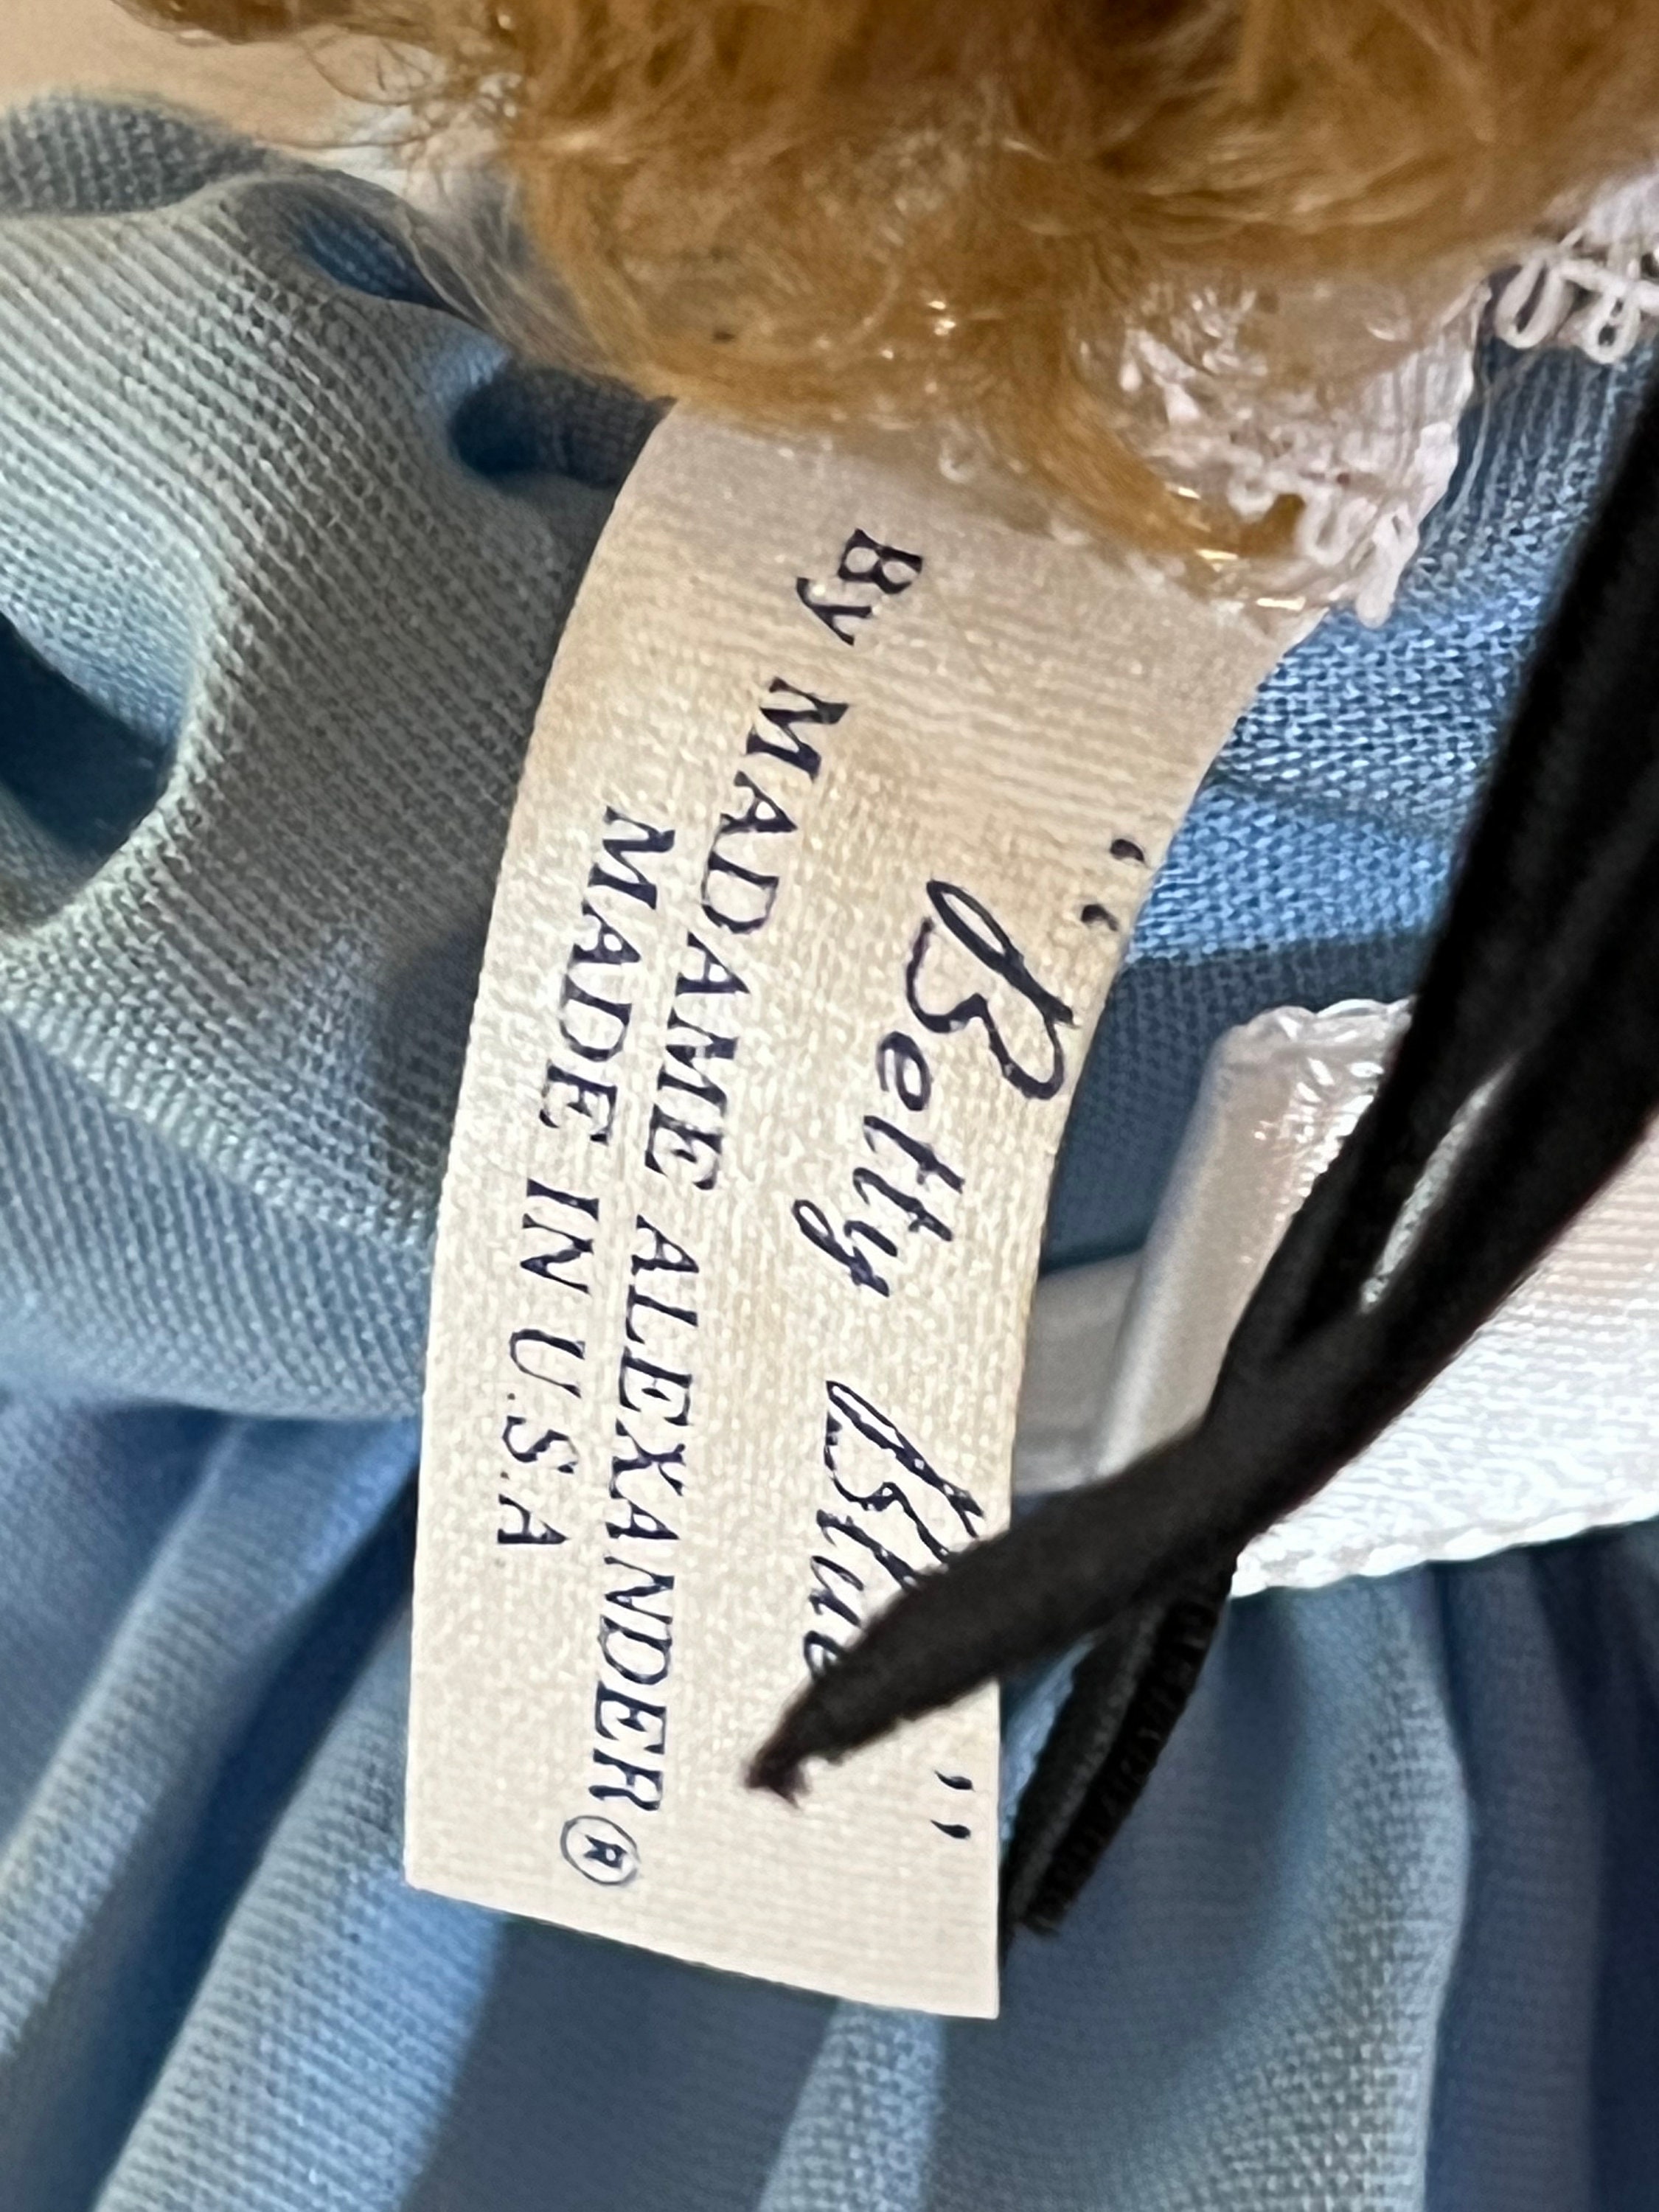 “Betty Blue”
By MADAME ALEXANDER®
MADE IN U.S.A